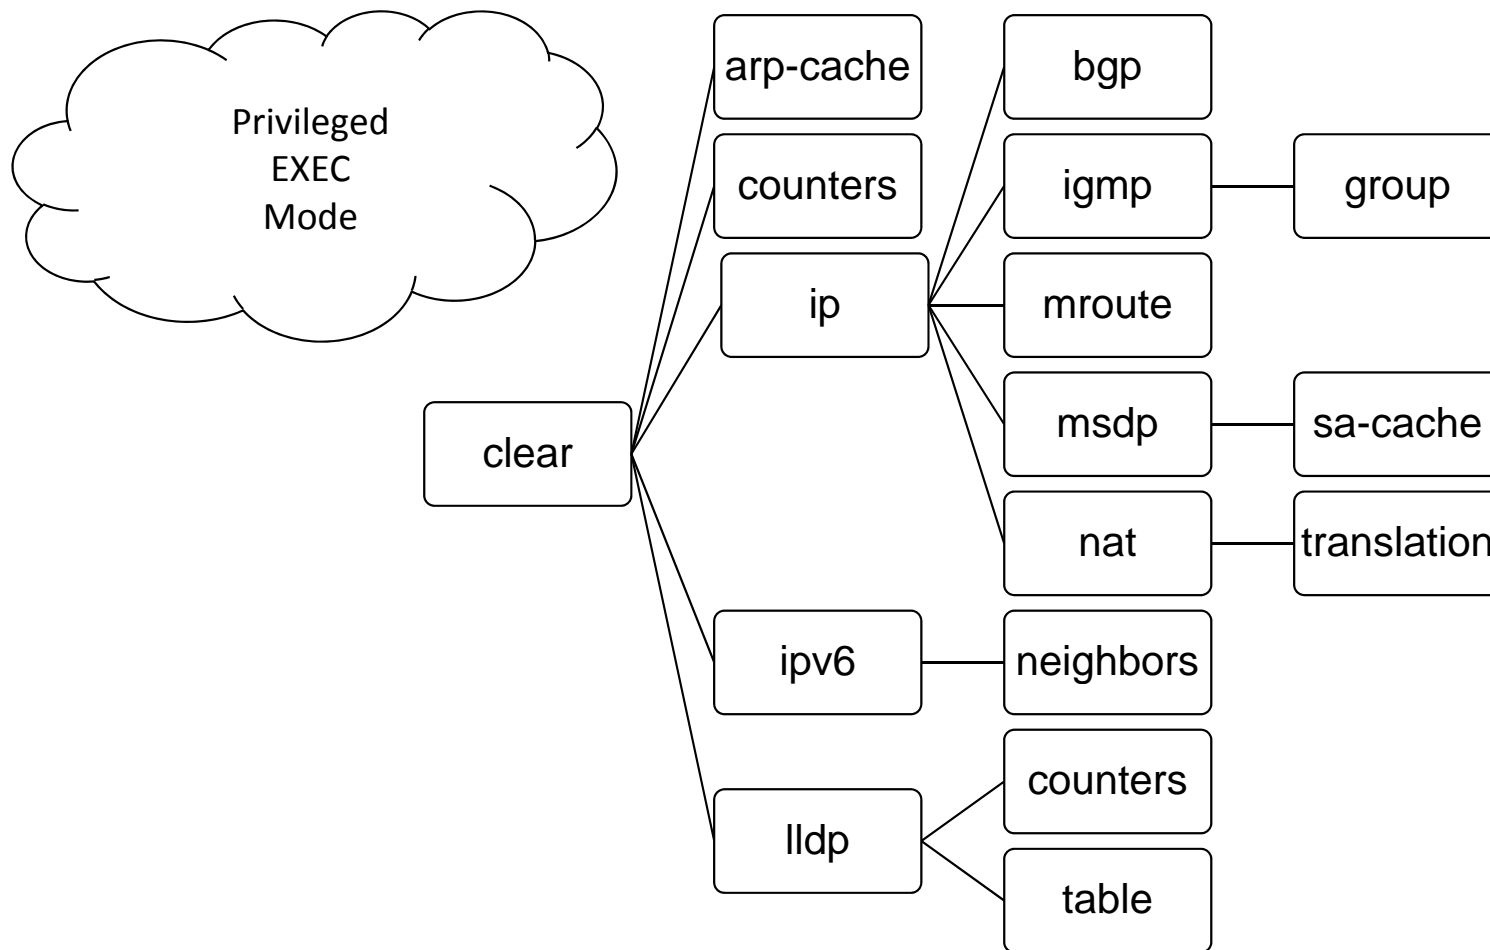 Privileged
EXEC
Mode
clear
arp-cache
counters
ip
bgp
igmp
group
mroute
msdp
sa-cache
nat
translation
ipv6
neighbors
lldp
counters
table